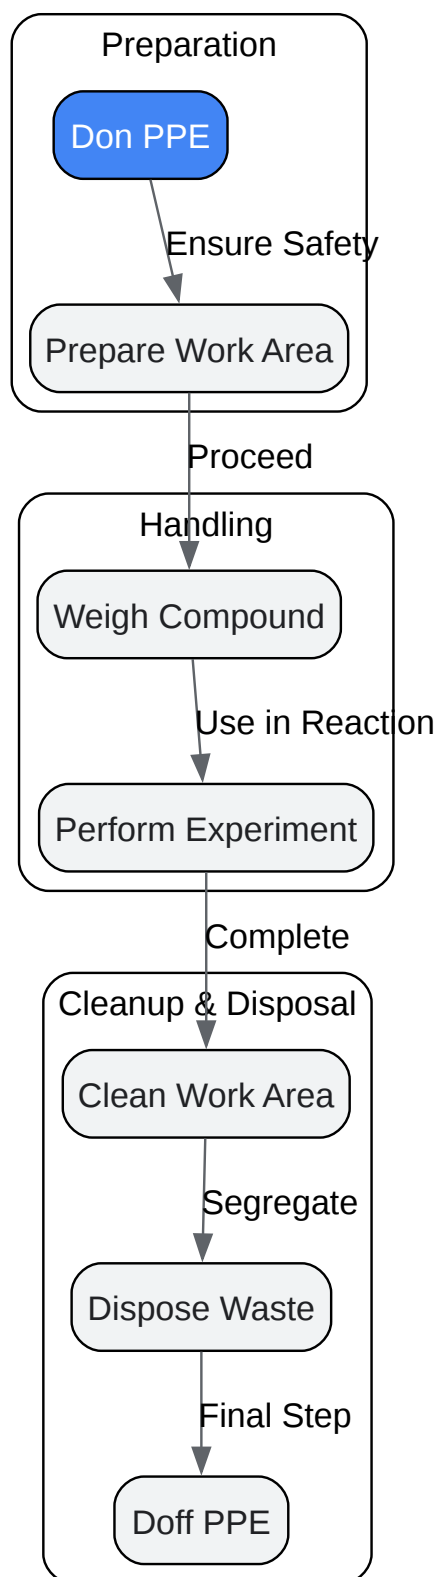 Preparation
Don PPE
Ensure Safety
Prepare Work Area
Proceed
Handling
Weigh Compound
Use in Reaction
Perform Experiment
Complete
Cleanup & Disposal
Clean Work Area
Segregate
Dispose Waste
Final Step
Doff PPE